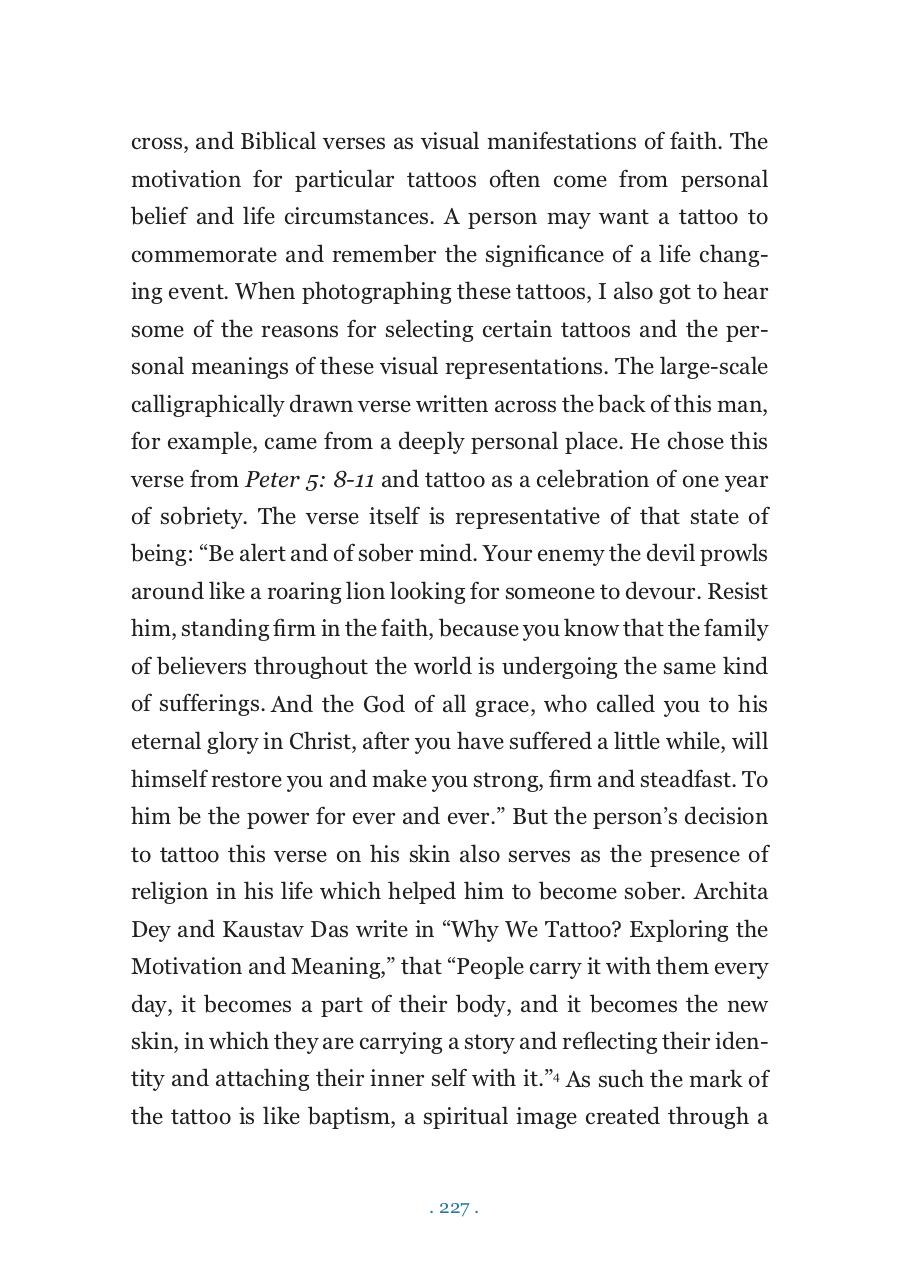 cross, and Biblical verses as visual manifestations of faith. The
motivation for particular tattoos often come from personal
belief and life circumstances. A person may want a tattoo to
commemorate and remember the significance of a life chang-
ing event. When photographing these tattoos, I also got to hear
some of the reasons for selecting certain tattoos and the per-
sonal meanings of these visual representations. The large-scale
calligraphically drawn verse written across the back of this man,
for example, came from a deeply personal place. He chose this
verse from Peter 5: 8-11 and tattoo as a celebration of one year
of sobriety. The verse itself is representative of that state of
being: “Be alert and of sober mind. Your enemy the devil prowls
around like a roaring lion looking for someone to devour. Resist
him, standing firm in the faith, because you know that the family
of believers throughout the world is undergoing the same kind
of sufferings. And the God of all grace, who called you to his
eternal glory in Christ, after you have suffered a little while, will
himself restore you and make you strong, firm and steadfast. To
him be the power for ever and ever.” But the person’s decision
to tattoo this verse on his skin also serves as the presence of
religion in his life which helped him to become sober. Archita
Dey and Kaustav Das write in “Why We Tattoo? Exploring the
Motivation and Meaning,” that “People carry it with them every
day, it becomes a part of their body, and it becomes the new
skin, in which they are carrying a story and reflecting their iden-
tity and attaching their inner self with it.”4 As such the mark of
the tattoo is like baptism, a spiritual image created through a
. 227 .